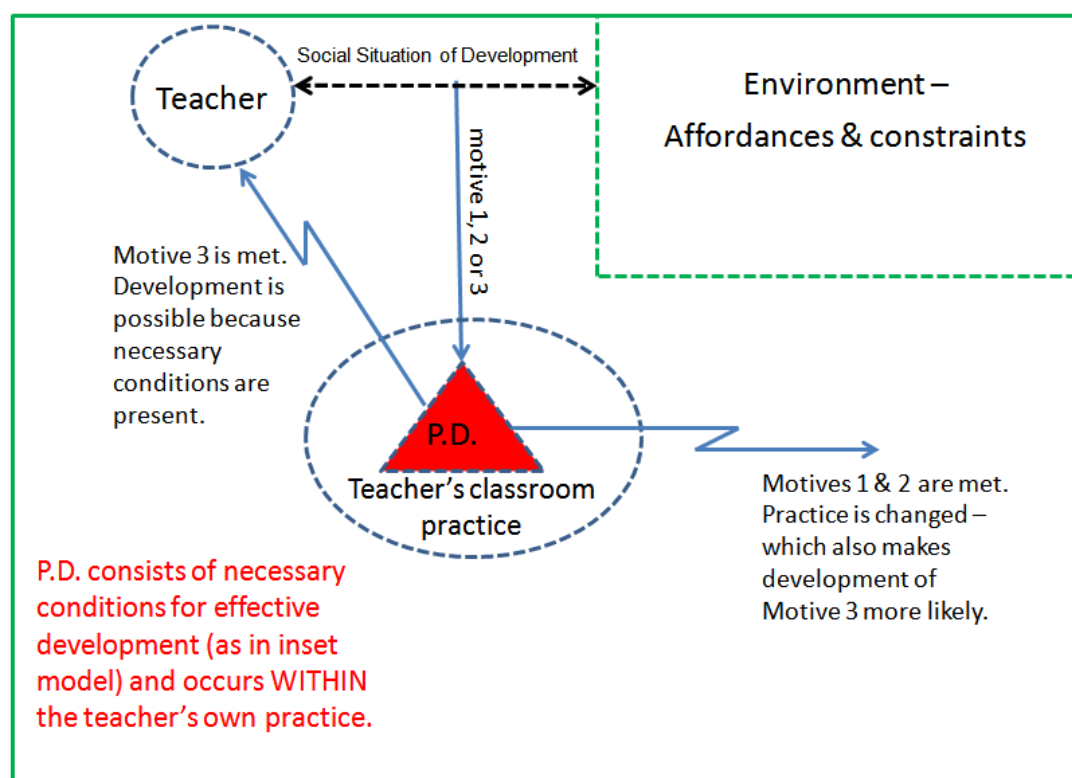 Social Situation of Development
Teacher
Environment –
Affordances & constraints
motive 1, 2 or 3
Motive 3 is met.
Development is
possible because
necessary
conditions are
present.
P.D.
Teacher’s classroom
practice
Motives 1 & 2 are met.
Practice is changed –
which also makes
development of
Motive 3 more likely.
P.D. consists of necessary
conditions for effective
development (as in inset
model) and occurs WITHIN
the teacher’s own practice.